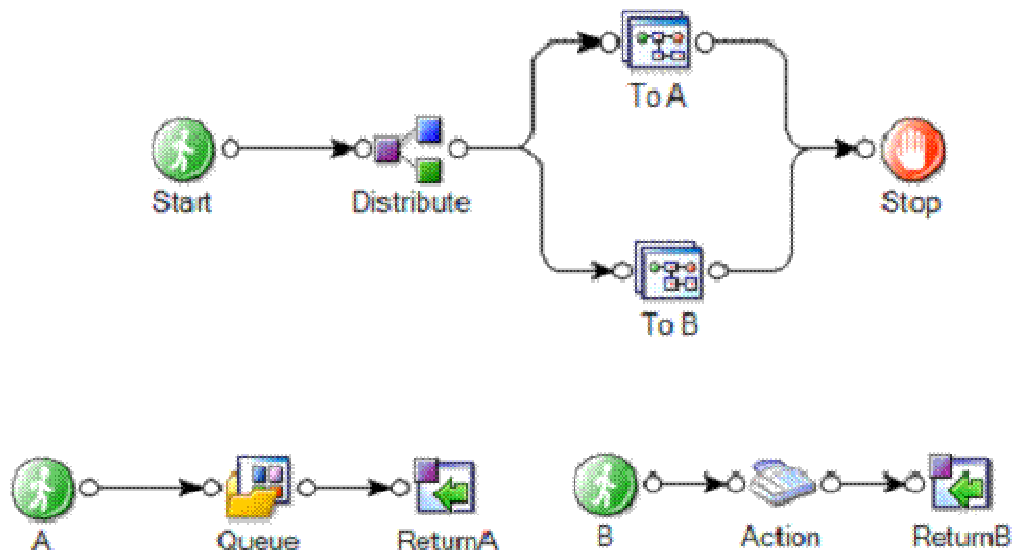 To A
Start
Distribute
Stop
To B
A
Queue
ReturnA
B
Action
ReturnB